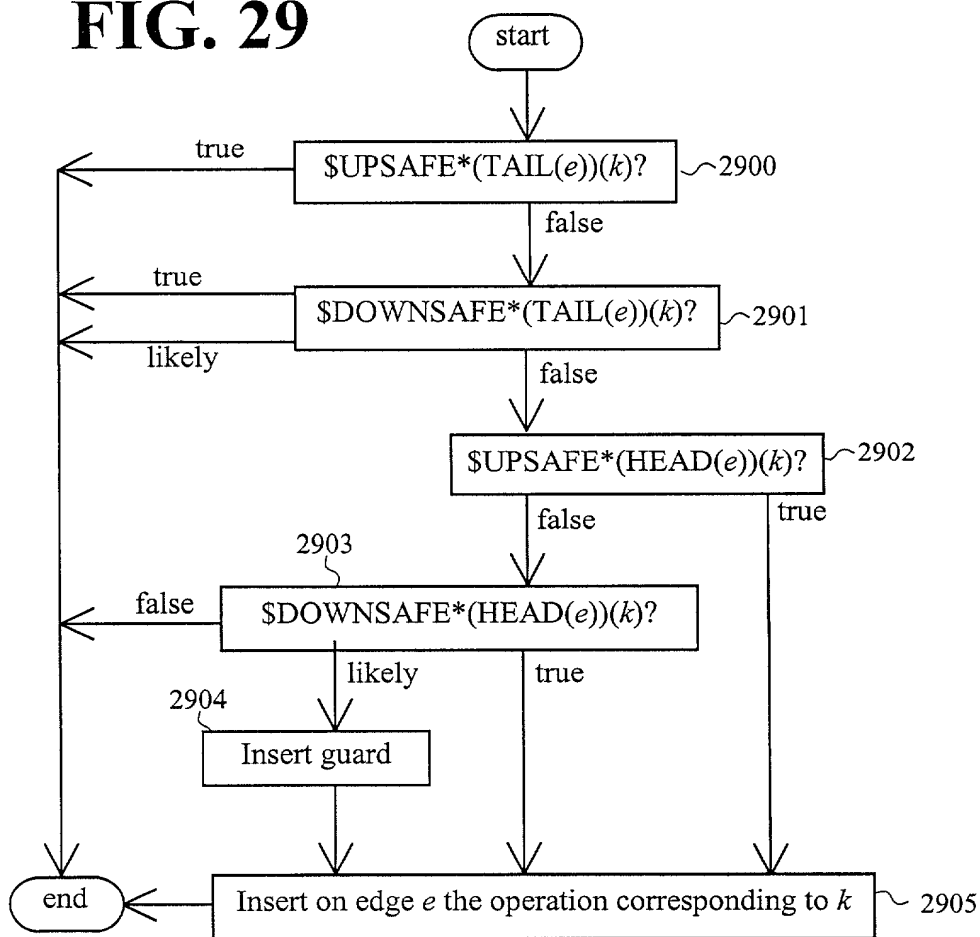 FIG. 29
start
true
$UPSAFE*(TAIL(e))(k)?
2900
false
true
$DOWNSAFE*(TAIL(e))(k)?
2901
likely
false
$UPSAFE*(HEAD(e))(k)?
2902
false
true
2903
false
$DOWNSAFE*(HEAD(e))(k)?
likely
true
2904
Insert guard
end
Insert on edge e the operation corresponding to k
2905